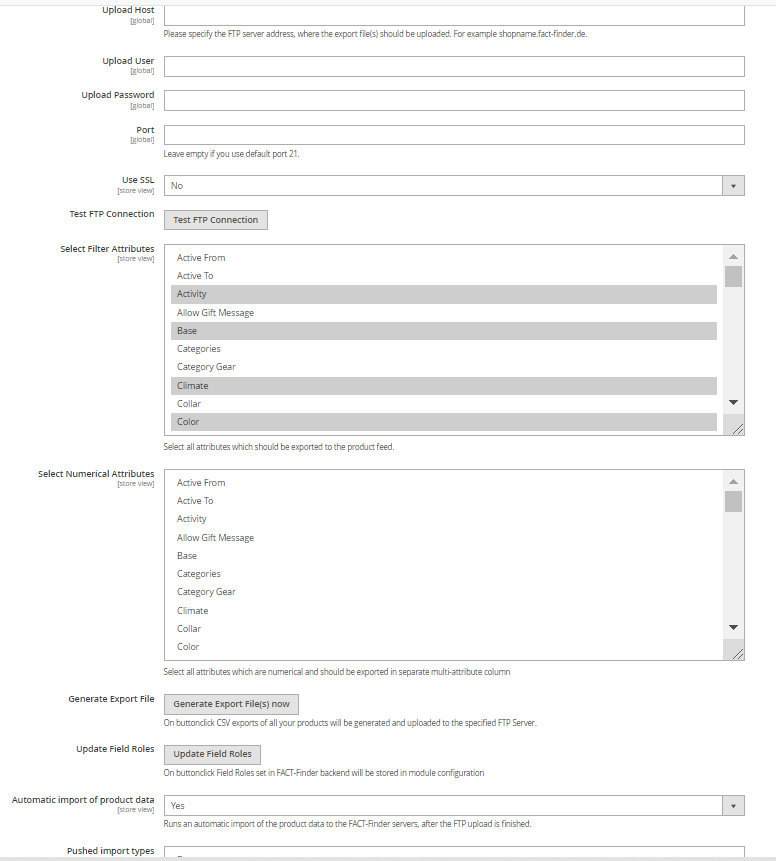 Upload Host
[global]
Please specify the FTP server address, where the export file(s) should be uploaded. For example shopname.fact-finder.de.
Upload User
[global]
Upload Password
[global]
Port
[global]
Leave empty if you use default port 21.
Use SSL
[store view]
No
Test FTP Connection
Test FTP Connection
Select Filter Attributes
[store view]
Active From
Active To
Activity
Allow Gift Message
Base
Categories
Category Gear
Climate
Collar
Color
Select all attributes which should be exported to the product feed.
Select Numerical Attributes
[store view]
Active From
Active To
Activity
Allow Gift Message
Base
Categories
Category Gear
Climate
Collar
Color
Select all attributes which are numerical and should be exported in separate multi-attribute column
Generate Export File
Generate Export File(s) now
On buttonclick CSV exports of all your products will be generated and uploaded to the specified FTP Server.
Update Field Roles
Update Field Roles
On buttonclick Field Roles set in FACT-Finder backend will be stored in module configuration
Automatic import of product data
[store view]
Yes
Runs an automatic import of the product data to the FACT-Finder servers, after the FTP upload is finished.
Pushed import types